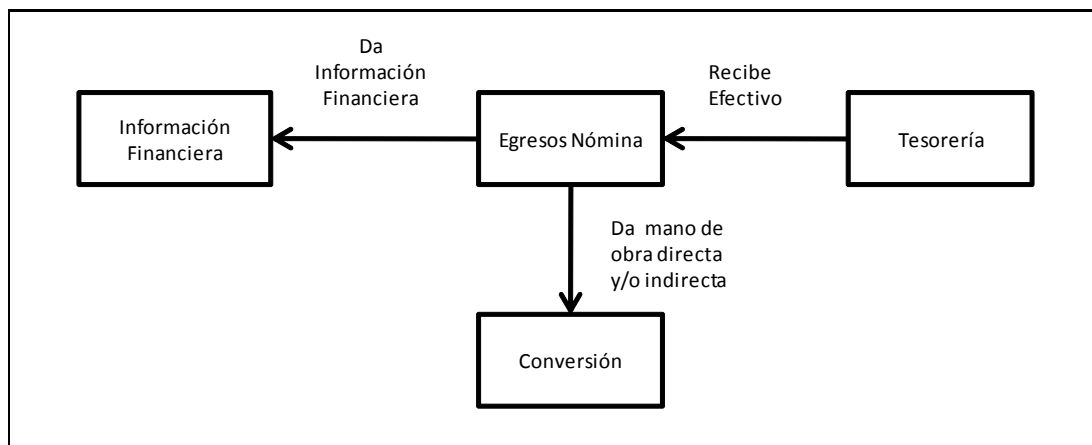 Da
Información
Financiera
Recibe
Efectivo
Información
Financiera
Egresos Nómina
Tesorería
Da mano de
obra directa
y/o indirecta
Conversión